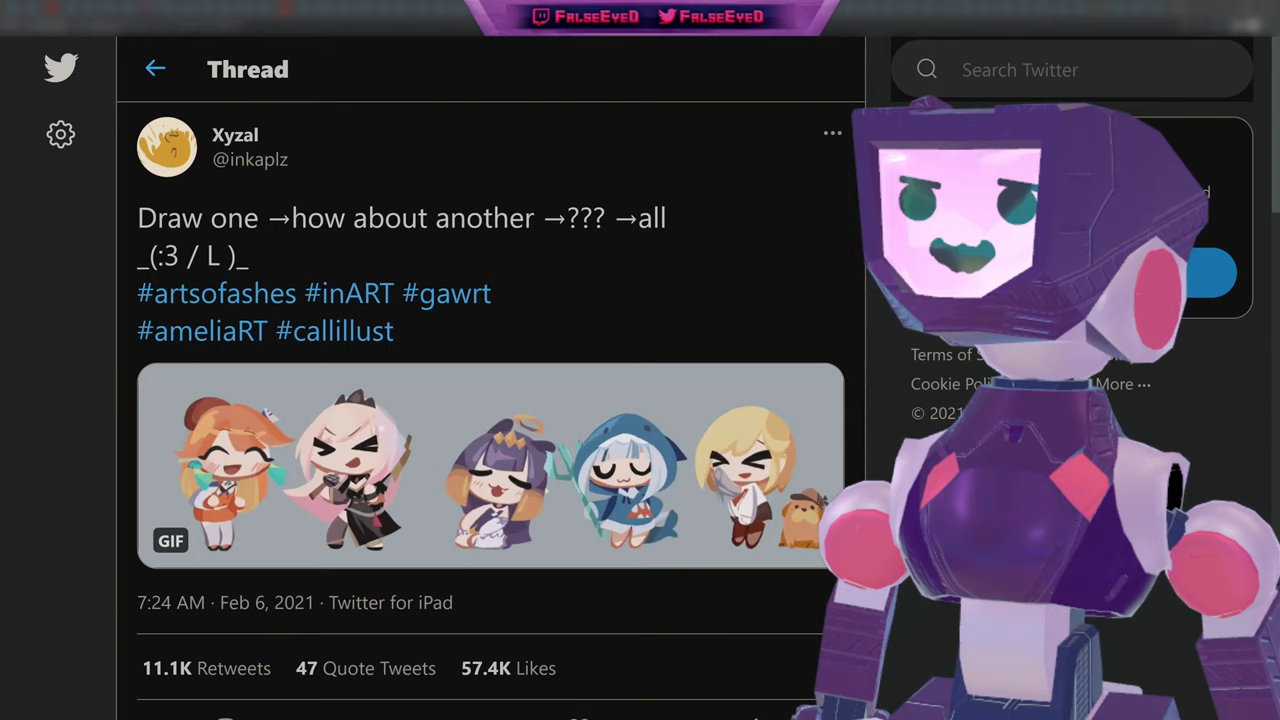 FalseEyeD FalseEyeD
Thread
Search Twitter
Xyzal
@inkaplz
Draw one →how about another →??? →all
_(:3 / L )_
#artsofashes #inART #gawrt
#ameliaRT #callillust
GIF
7:24 AM · Feb 6, 2021 · Twitter for iPad
11.1K Retweets 47 Quote Tweets 57.4K Likes
Terms of
Cookie More ···
© 2021